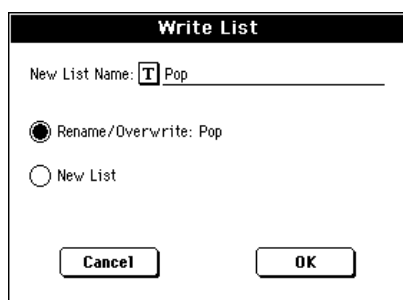 Write List
New List Name: T Pop
Rename/Overwrite: Pop
New List
Cancel OK